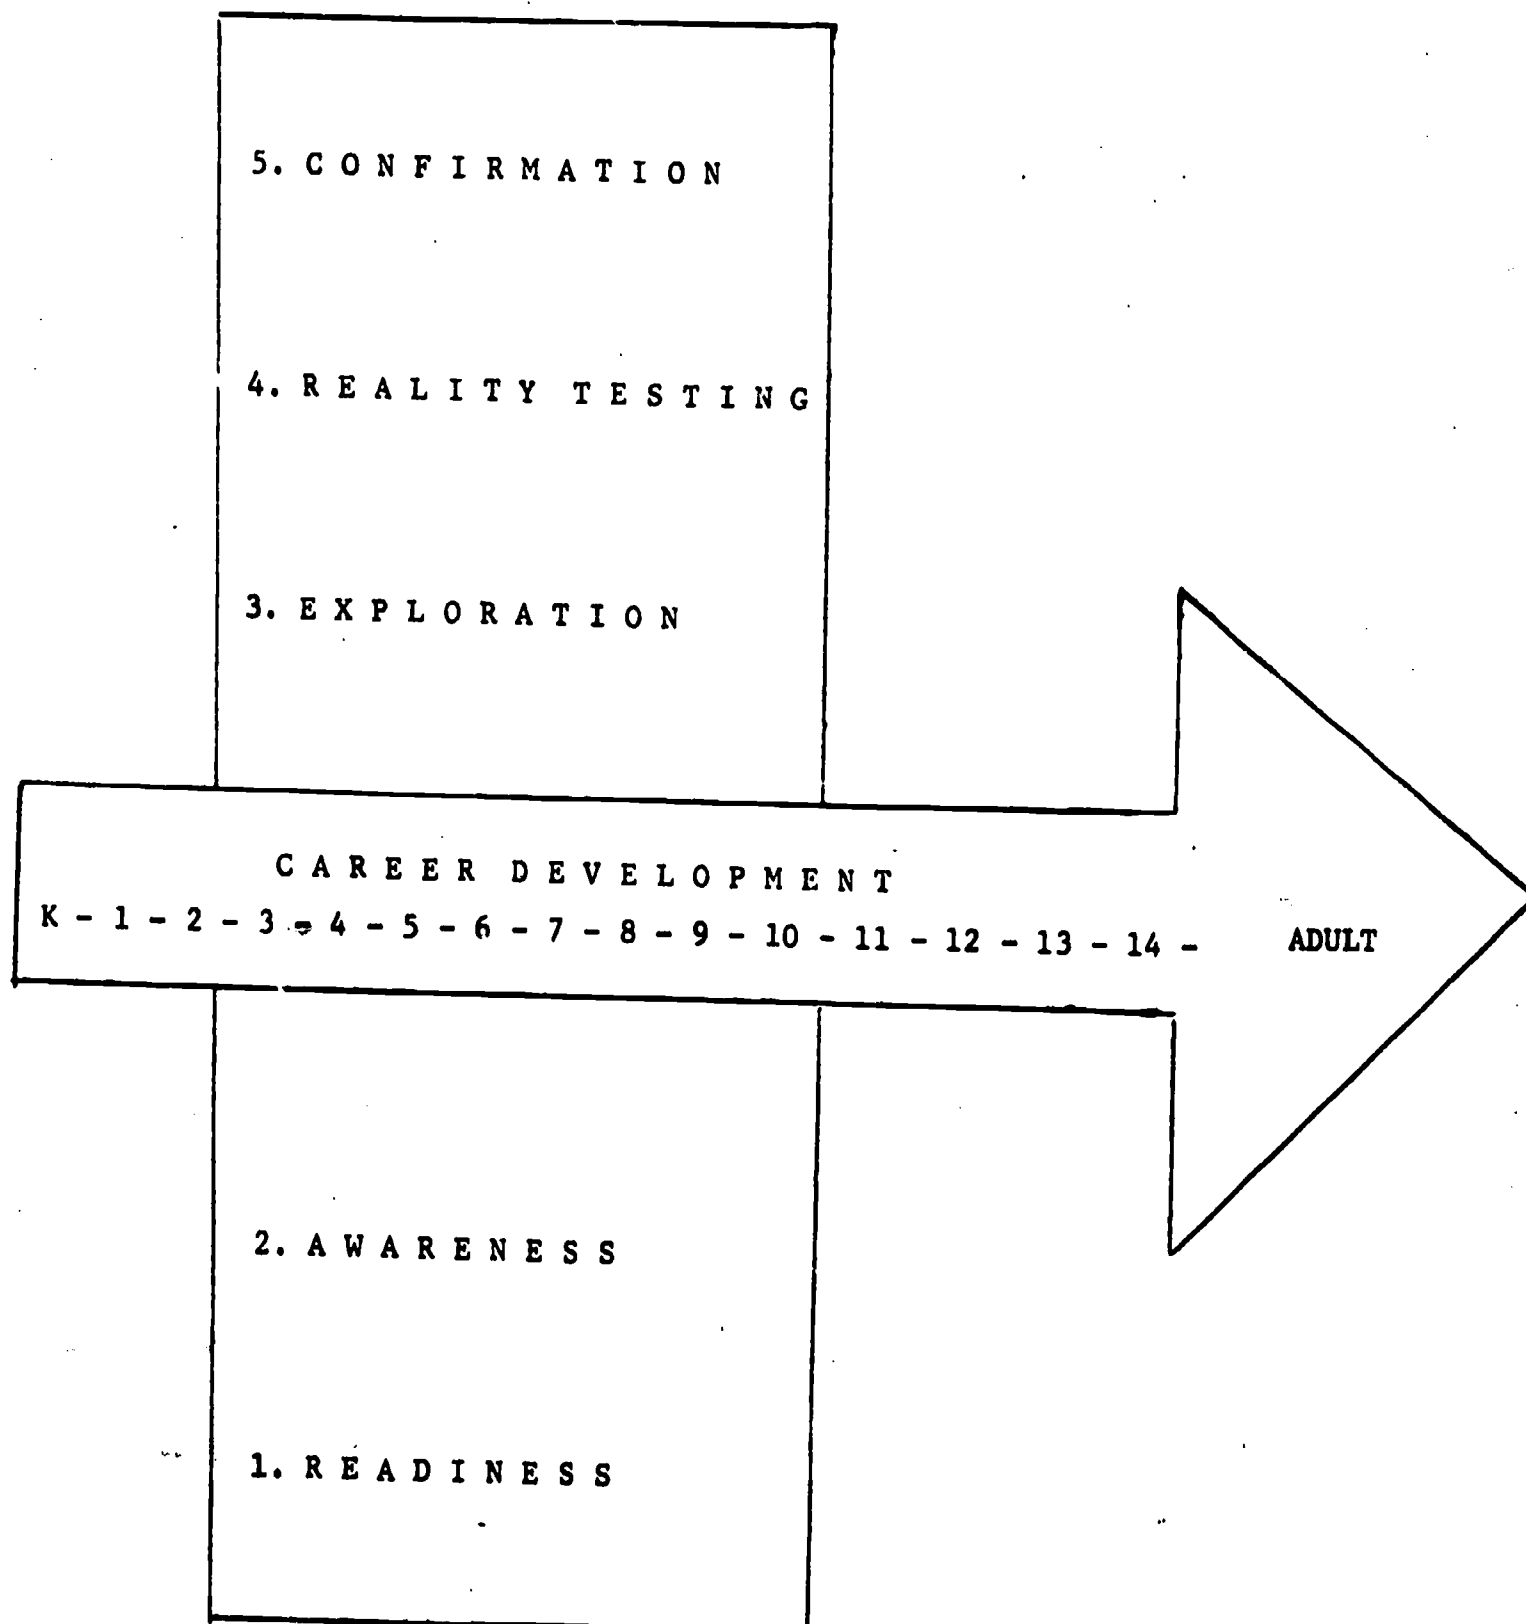 5. CONFIRMATION
4. REALITY TESTING
3. EXPLORATION
CAREER DEVELOPMENT
K - 1 - 2 - 3 - 4 - 5 - 6 - 7 - 8 - 9 - 10 - 11 - 12 - 13 - 14 - ADULT
2. AWARENESS
1. READINESS